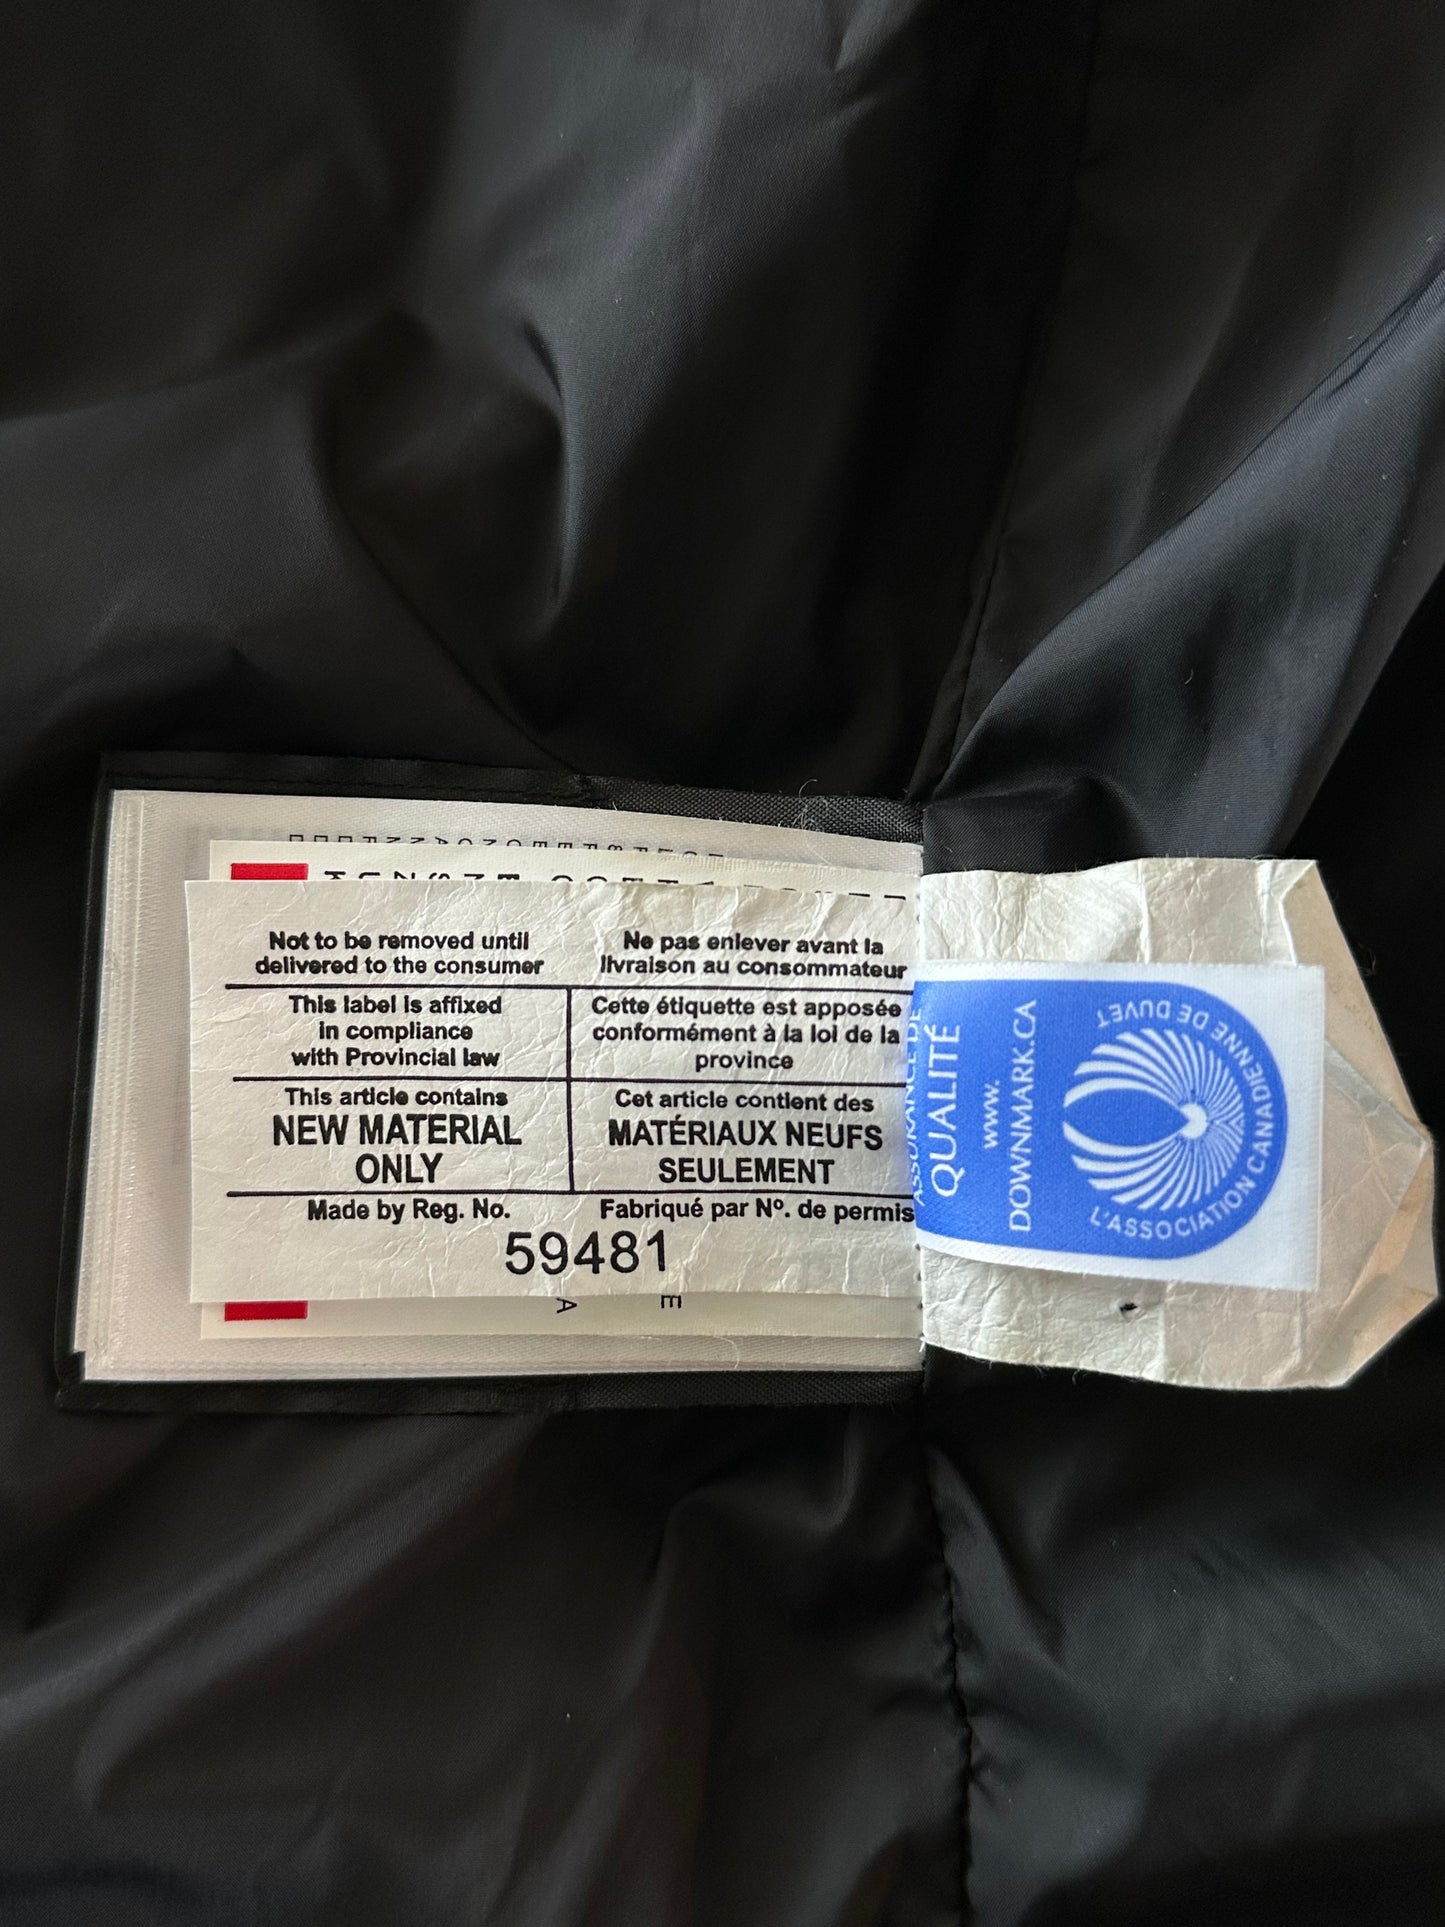 Not to be removed until
delivered to the consumer
Ne pas enlever avant la
livraison au consommateur
This label is affixed
in compliance
with Provincial law
Cette étiquette est apposée
conformément à la loi de la
province
This article contains
NEW MATERIAL
ONLY
Cet article contient des
MATÉRIAUX NEUFS
SEULEMENT
Made by Reg. No.
Fabriqué par Nº. de permis
59481
ASSURANCE DE
QUALITÉ
www.
DOWNMARK.CA
L'ASSOCIATION CANADIENNE DE DUVET